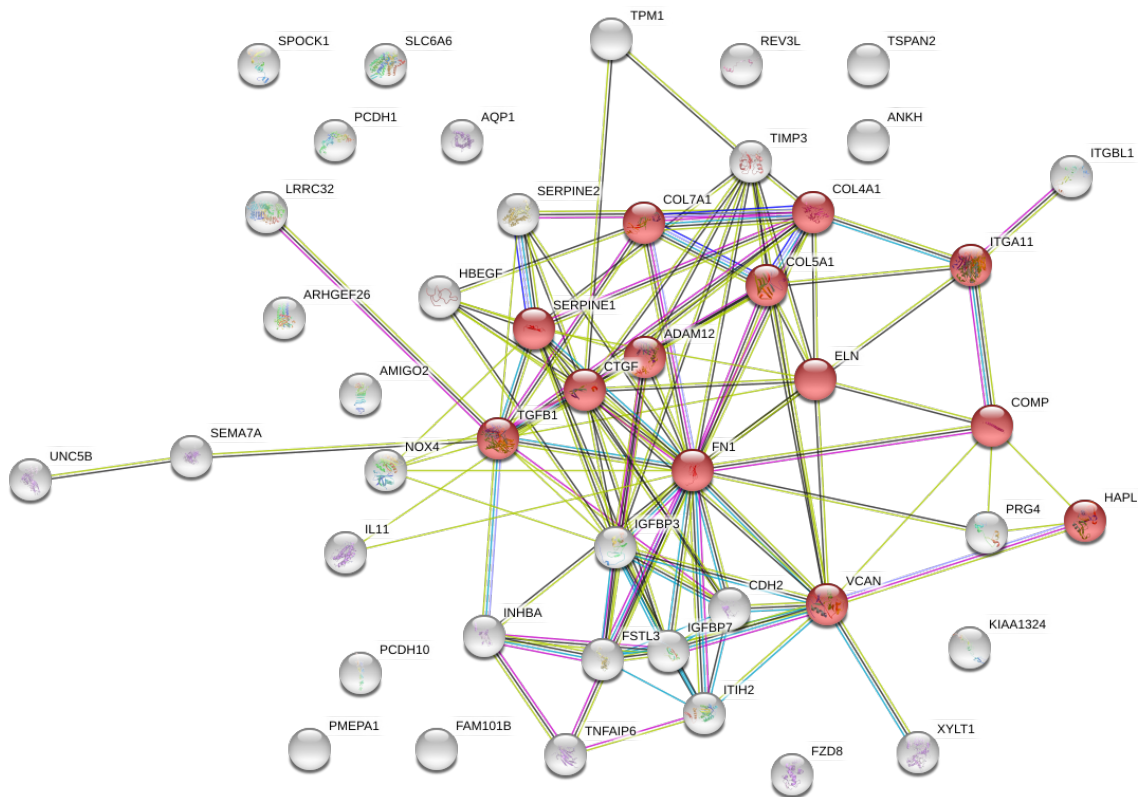 TPM1
SPOCK1
SLC6A6
REV3L
TSPAN2
PCDH1
AQP1
TIMP3
ANKH
ITGBL1
LRRC32
SERPINE2
COL7A1
COL4A1
ITGA11
HBEGF
COL5A1
ARHGEF26
SERPINE1
ADAM12
ELN
CTGF
AMIGO2
COMP
TGFB1
FN1
SEMA7A
NOX4
UNC5B
HAPL
PRG4
IL11
IGFBP3
VCAN
CDH2
INHBA
FSTL3
IGFBP7
KIAA1324
PCDH10
ITIH2
PMEPA1
FAM101B
TNFAIP6
XYLT1
FZD8